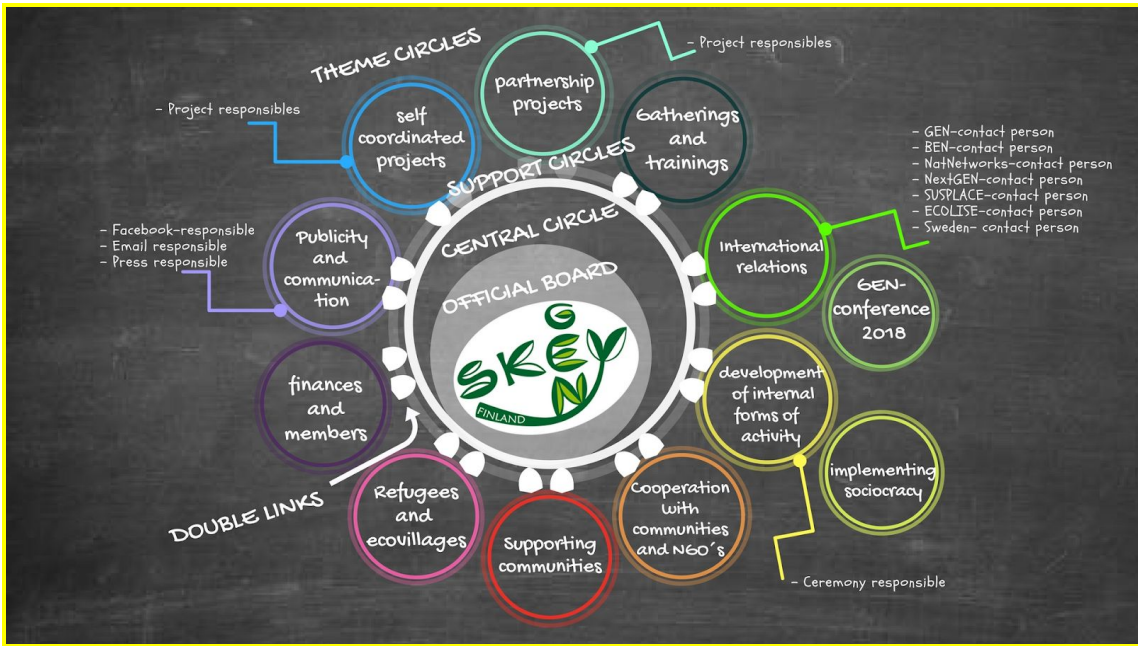 THEME CIRCLES
partnership
projects
- Project responsibles
- Project responsibles
self
coordinated
projects
Gatherings
and
trainings
SUPPORT CIRCLES
- GEN-contact person
- BEN-contact person
- NatNetworks-contact person
- NextGEN-contact person
- SUSPLACE-contact person
- ECOLISE-contact person
- Sweden- contact person
- Facebook-responsible
- Email responsible
- Press responsible
Publicity
and
communica-
tion
CENTRAL CIRCLE
International
relations
OFFICIAL BOARD
GEN-
conference
2018
SKEY
GEN
FINLAND
finances
and
members
development
of internal
forms of
activity
implementing
sociocracy
DOUBLE LINKS
Refugees
and
ecovillages
Supporting
communities
Cooperation
with
communities
and NGO's
- Ceremony responsible